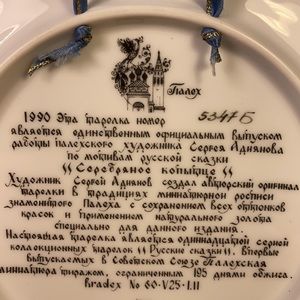 Палех
1990 Эта тарелка номер 5347Б
является единственным официальным выпуском
работы палехского художника Сергея Адиянова
по мотивам русской сказки
"Серебряное копытце"
Художник Сергей Адиянов создал авторский оригинал
тарелки в традициях миниатюрной росписи
знаменитого Палеха с сохранением всех оттенков
красок и применением натурального золота
специально для данного издания.
Настоящая тарелка является одиннадцатой серией
коллекционных тарелок "Русские сказки", впервые
выпускаемых в Советском Союзе Палехская
миниатюра тиражом, ограниченным 195 днями обжига.
Bradex No 60-V25-1.11